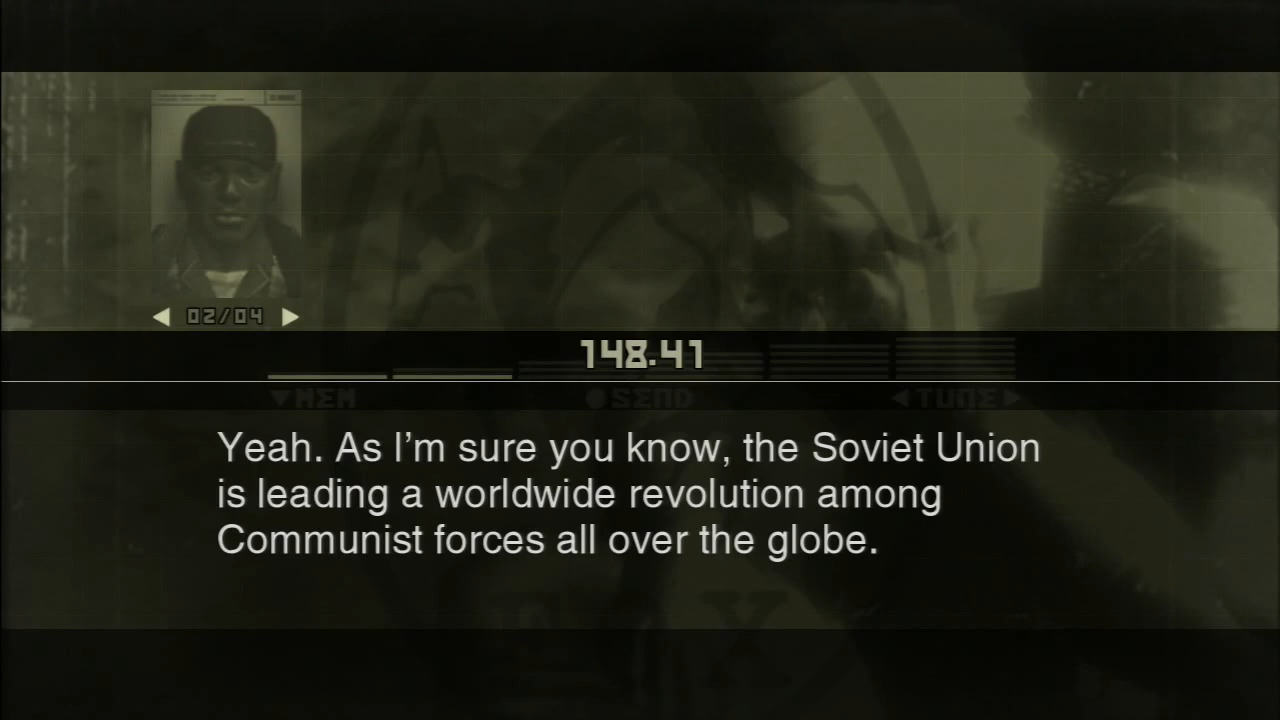 02/04
148.41
MEM
SEND
TUNE
Yeah. As I’m sure you know, the Soviet Union
is leading a worldwide revolution among
Communist forces all over the globe.
X